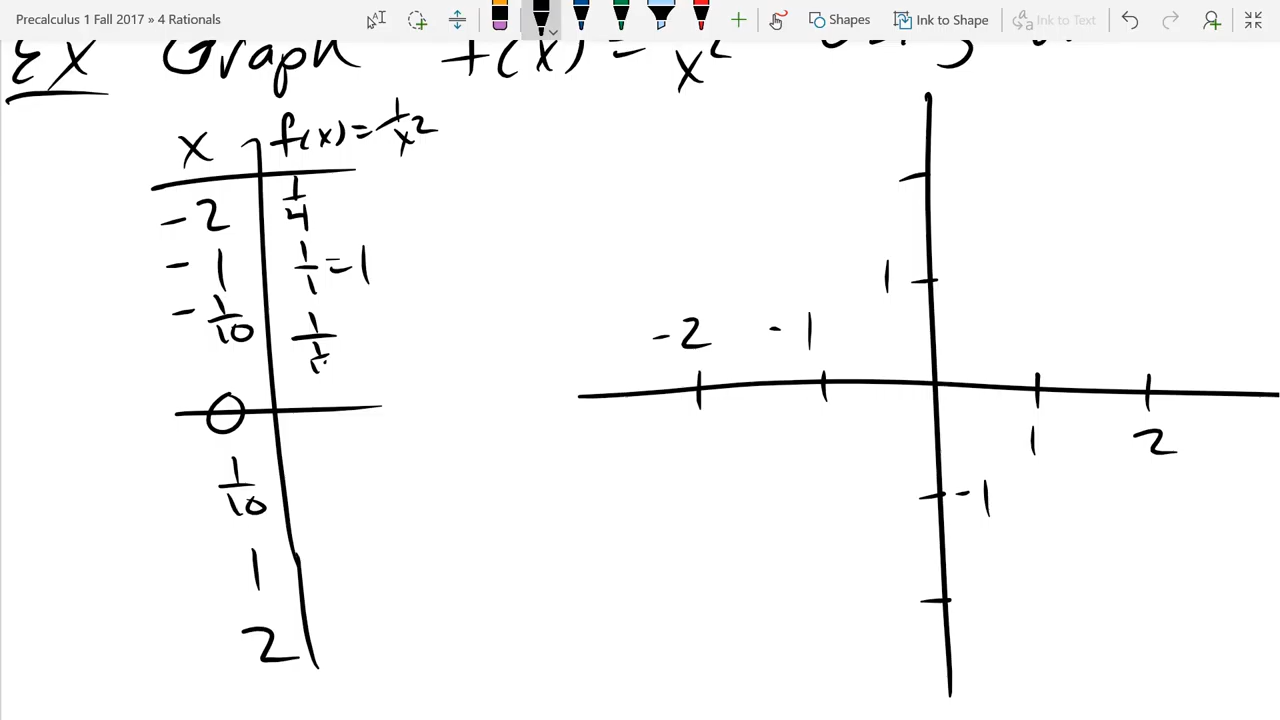 Precalculus 1 Fall 2017 » 4 Rationals
Shapes
Ink to Shape
Ink to Text
EX Graph f(x) = x²
x f(x) = 1/x²
-2 1/4
-1 1/1 = 1
-1/10 1/1
0
1/10
1
2
1
-2 -1
1 2
-1